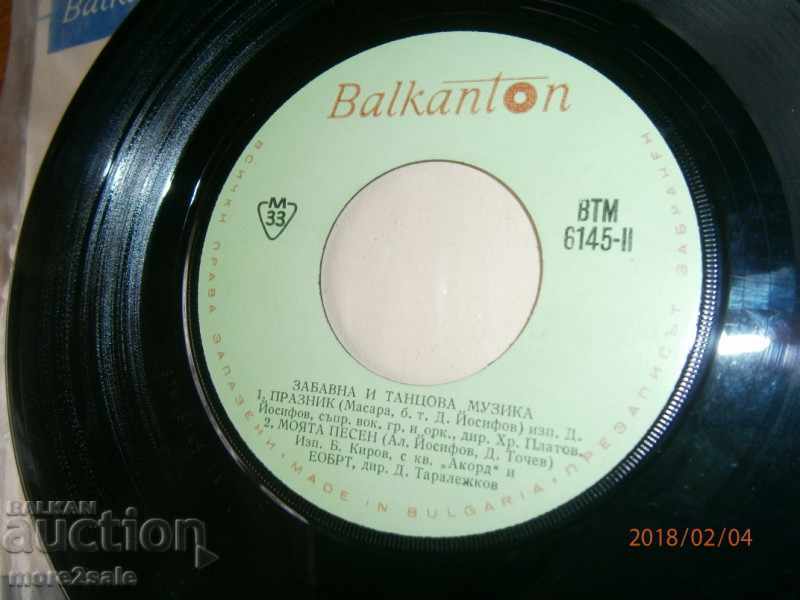 Balkanton
M
33
ВТМ
6145-II
ЗАБАВНА И ТАНЦОВА МУЗИКА
1. ПРАЗНИК (Масара, б. т. Д. Йосифов) изп. Д.
Йосифов, съпр. вок. гр. и орк., дир. Хр. Платов.
2. МОЯТА ПЕСЕН (Ал. Йосифов, Д. Точев)
Изп. Б. Киров, с кв. „Акорд" и
ЕОБРТ, дир. Д. Таралежков
ВСИЧКИ ПРАВА ЗАПАЗЕНИ. MADE IN BULGARIA. ПРЕЗАПИСЪТ ЗАБРАНЕН
Balk
BALKAN
auction
more2sale
2018/02/04